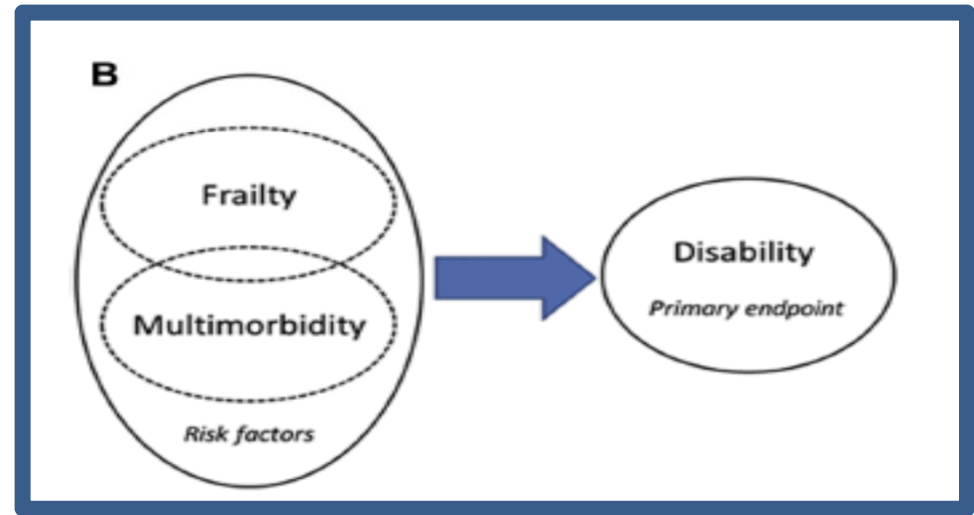 B
Frailty
Multimorbidity
Risk factors
Disability
Primary endpoint